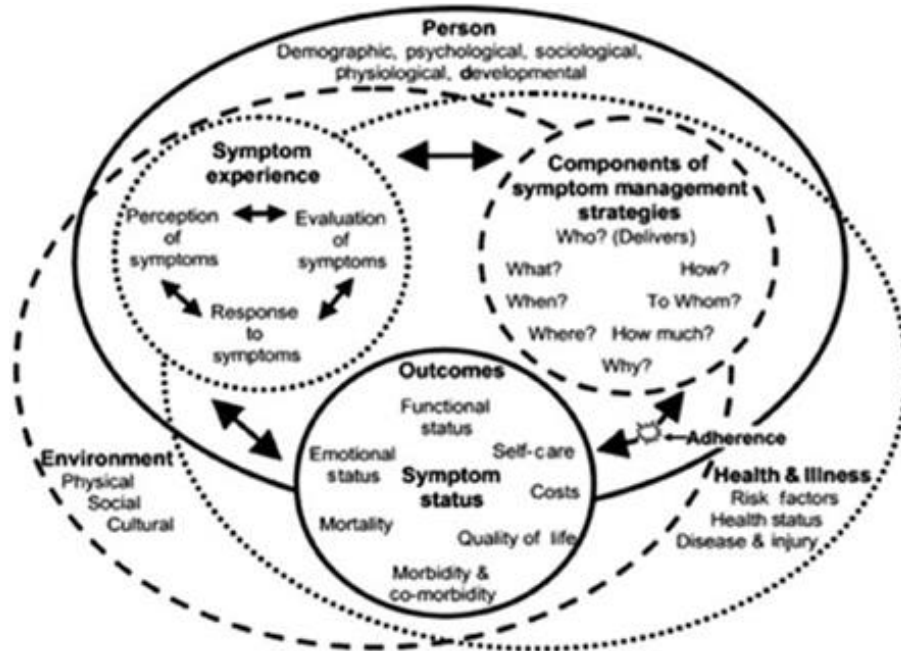 Person
Demographic, psychological, sociological,
physiological, developmental
Symptom
experience
Perception
of
symptoms
Evaluation
of
symptoms
Response
to
symptoms
Components of
symptom management
strategies
Who? (Delivers)
What?
How?
When?
To Whom?
Where?
How much?
Why?
Outcomes
Functional
status
Emotional
status
Self-care
Symptom
status
Costs
Mortality
Quality of life
Morbidity &
co-morbidity
Adherence
Environment
Physical
Social
Cultural
Health & Illness
Risk factors
Health status
Disease & injury